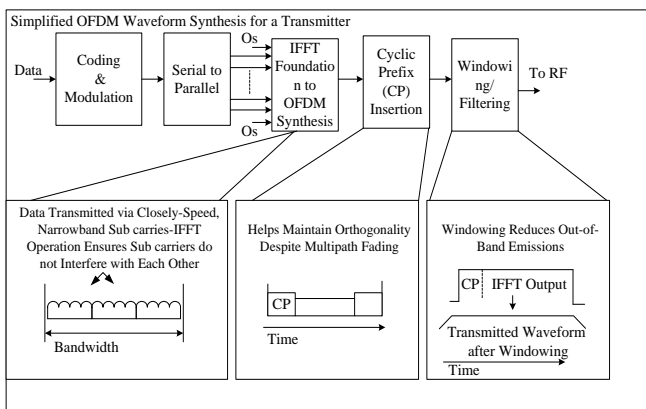 Simplified OFDM Waveform Synthesis for a Transmitter
Data
Coding
&
Modulation
Serial to
Parallel
Os
Os
IFFT
Foundatio
n to
OFDM
Synthesis
Cyclic
Prefix
(CP)
Insertion
Windowi
ng/
Filtering
To RF
Data Transmitted via Closely-Speed,
Narrowband Sub carries-IFFT
Operation Ensures Sub carriers do
not Interfere with Each Other
Bandwidth
Helps Maintain Orthogonality
Despite Multipath Fading
CP
Time
Windowing Reduces Out-of-
Band Emissions
CP
IFFT Output
Transmitted Waveform
after Windowing
Time